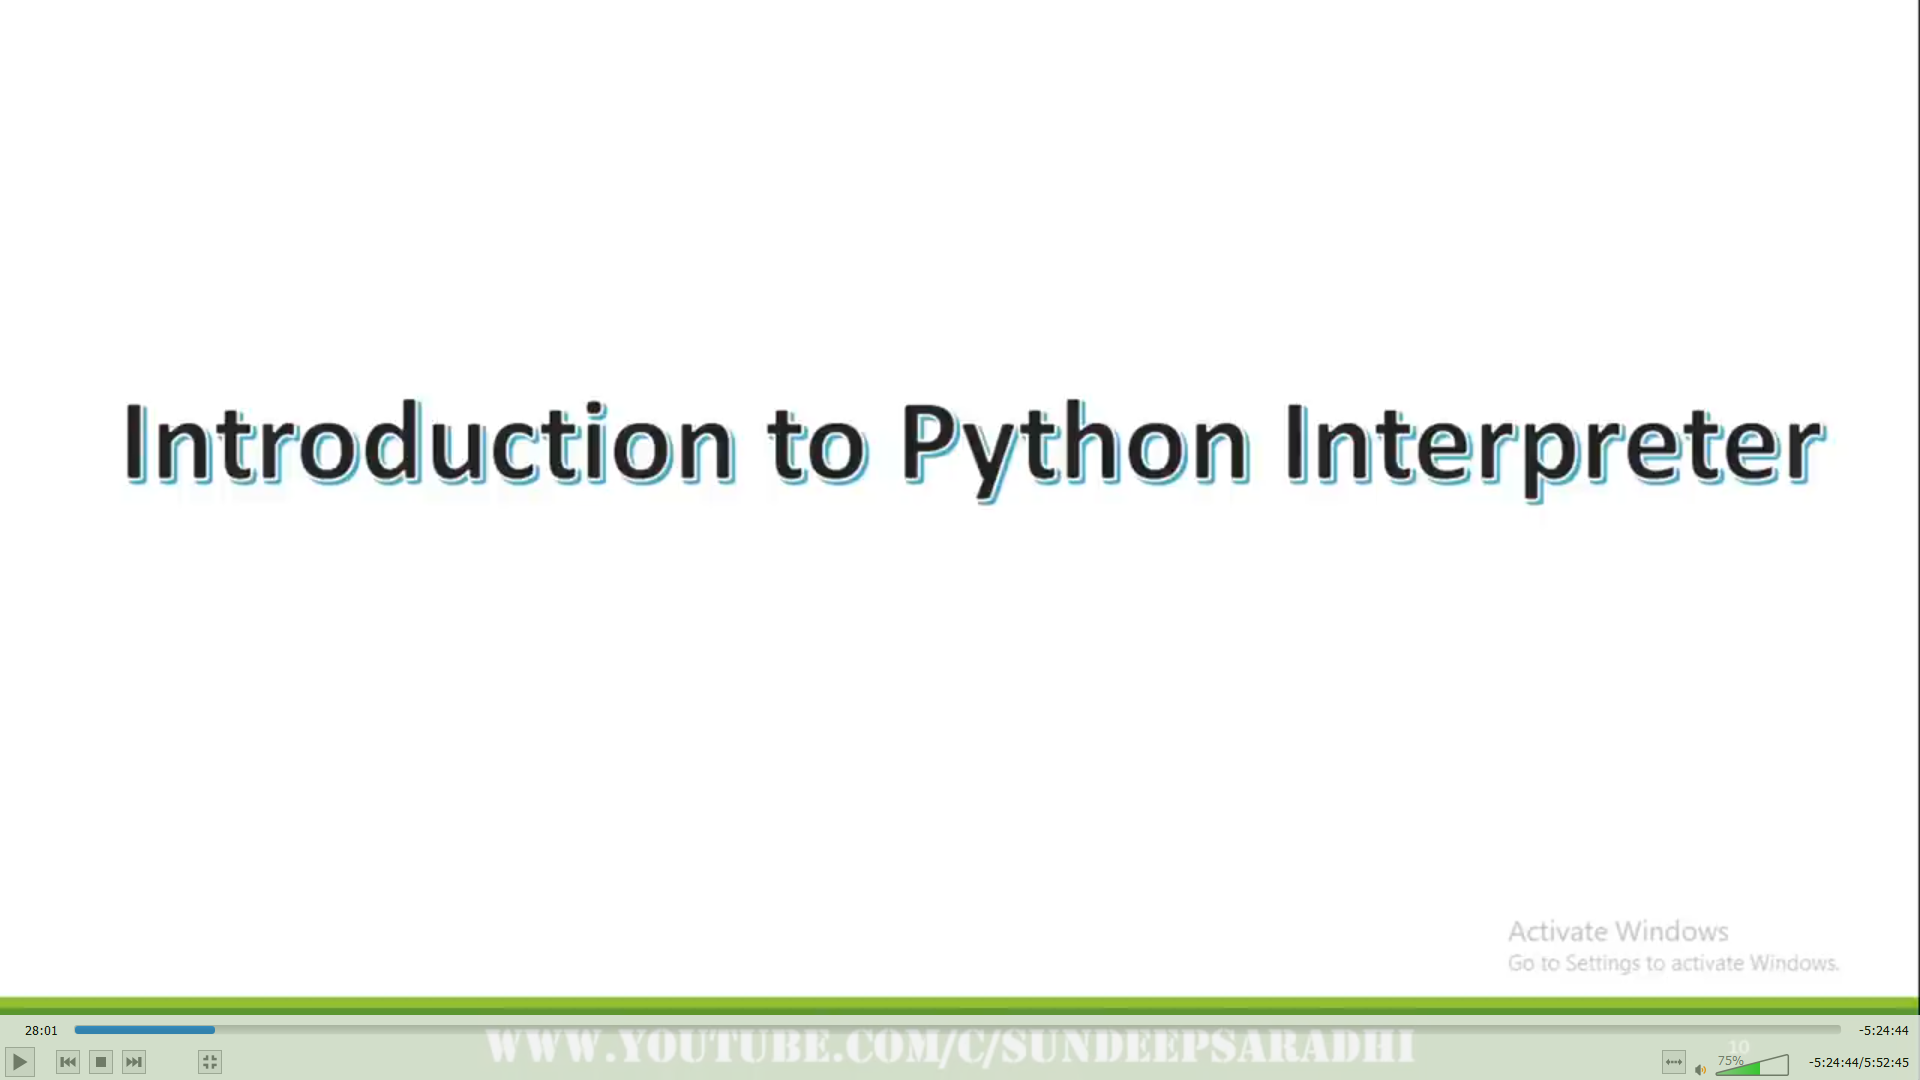 Introduction to Python Interpreter
Activate Windows
Go to Settings to activate Windows.
28:01
-5:24:44
WWW.YOUTUBE.COM/C/SUNDEEPSARADHI
10
75%
-5:24:44/5:52:45